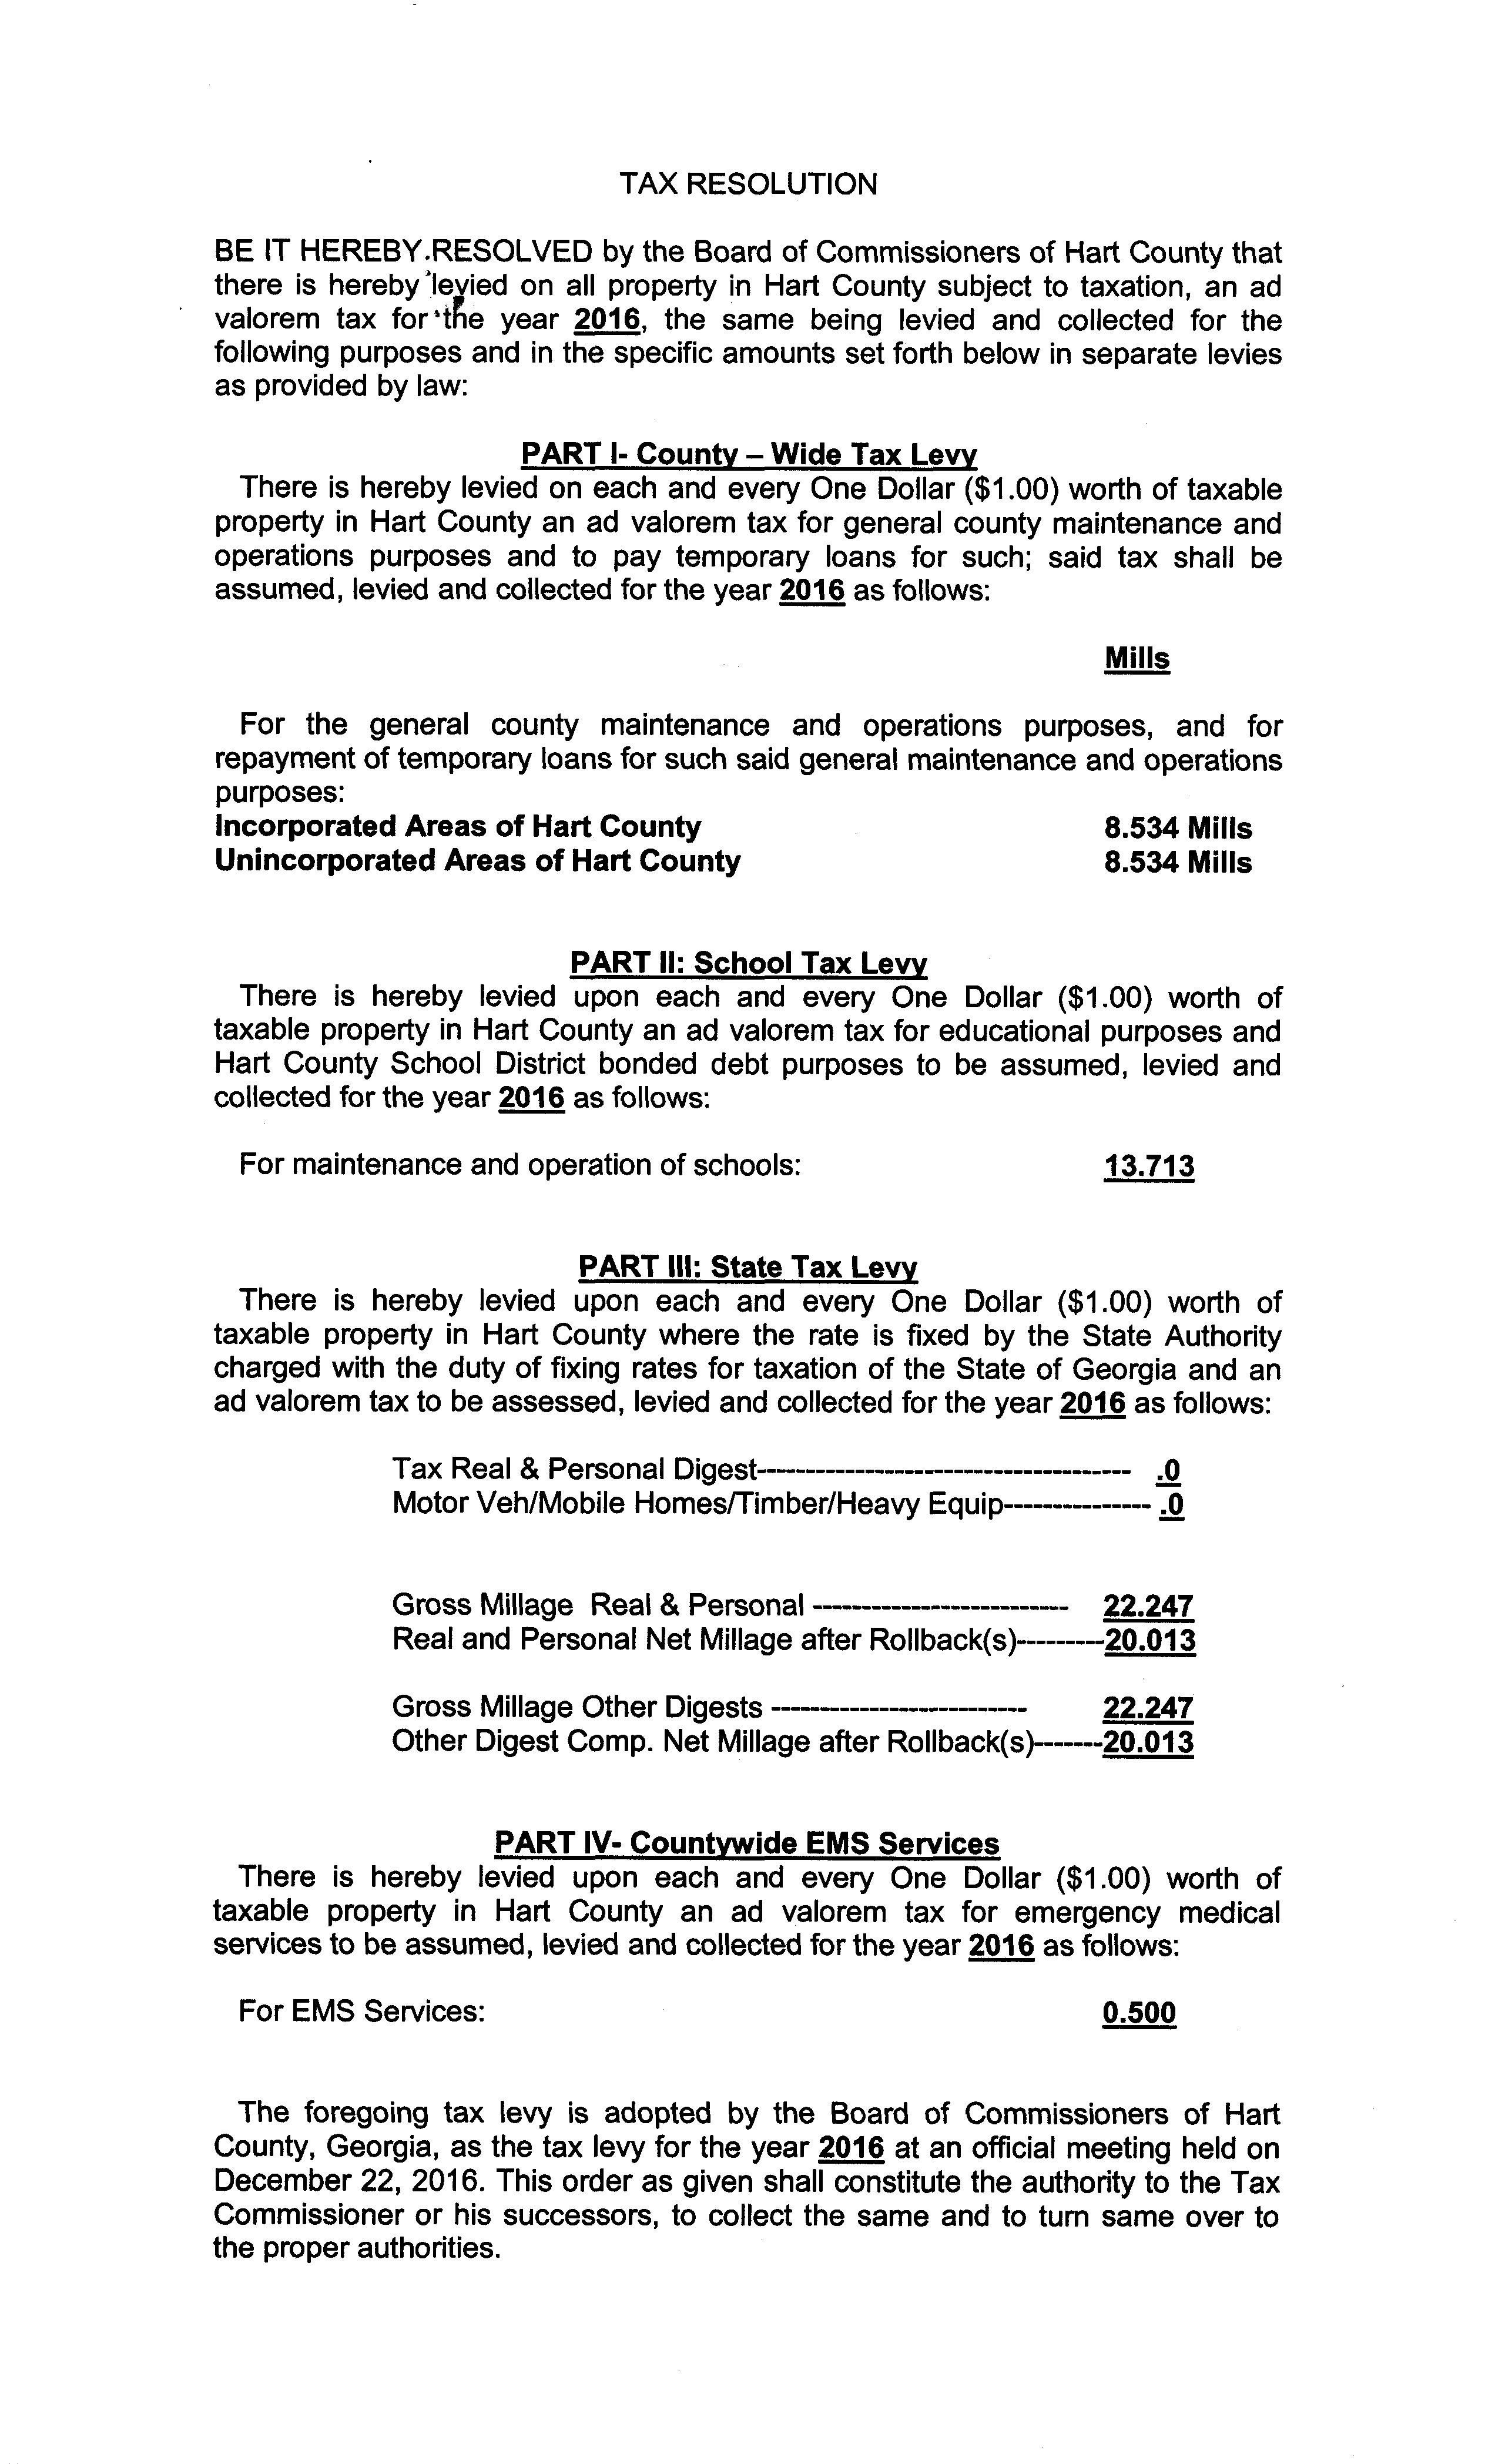 TAX RESOLUTION
BE IT HEREBY RESOLVED by the Board of Commissioners of Hart County that
there is hereby levied on all property in Hart County subject to taxation, an ad
valorem tax for the year 2016, the same being levied and collected for the
following purposes and in the specific amounts set forth below in separate levies
as provided by law:
PART I- County – Wide Tax Levy
There is hereby levied on each and every One Dollar ($1.00) worth of taxable
property in Hart County an ad valorem tax for general county maintenance and
operations purposes and to pay temporary loans for such; said tax shall be
assumed, levied and collected for the year 2016 as follows:
Mills
For the general county maintenance and operations purposes, and for
repayment of temporary loans for such said general maintenance and operations
purposes:
Incorporated Areas of Hart County 8.534 Mills
Unincorporated Areas of Hart County 8.534 Mills
PART II: School Tax Levy
There is hereby levied upon each and every One Dollar ($1.00) worth of
taxable property in Hart County an ad valorem tax for educational purposes and
Hart County School District bonded debt purposes to be assumed, levied and
collected for the year 2016 as follows:
For maintenance and operation of schools: 13.713
PART III: State Tax Levy
There is hereby levied upon each and every One Dollar ($1.00) worth of
taxable property in Hart County where the rate is fixed by the State Authority
charged with the duty of fixing rates for taxation of the State of Georgia and an
ad valorem tax to be assessed, levied and collected for the year 2016 as follows:
Tax Real & Personal Digest-------------------------------------- .0
Motor Veh/Mobile Homes/Timber/Heavy Equip--------------- .0
Gross Millage Real & Personal -------------------------- 22.247
Real and Personal Net Millage after Rollback(s)---------20.013
Gross Millage Other Digests -------------------------- 22.247
Other Digest Comp. Net Millage after Rollback(s)-------20.013
PART IV- Countywide EMS Services
There is hereby levied upon each and every One Dollar ($1.00) worth of
taxable property in Hart County an ad valorem tax for emergency medical
services to be assumed, levied and collected for the year 2016 as follows:
For EMS Services: 0.500
The foregoing tax levy is adopted by the Board of Commissioners of Hart
County, Georgia, as the tax levy for the year 2016 at an official meeting held on
December 22, 2016. This order as given shall constitute the authority to the Tax
Commissioner or his successors, to collect the same and to turn same over to
the proper authorities.